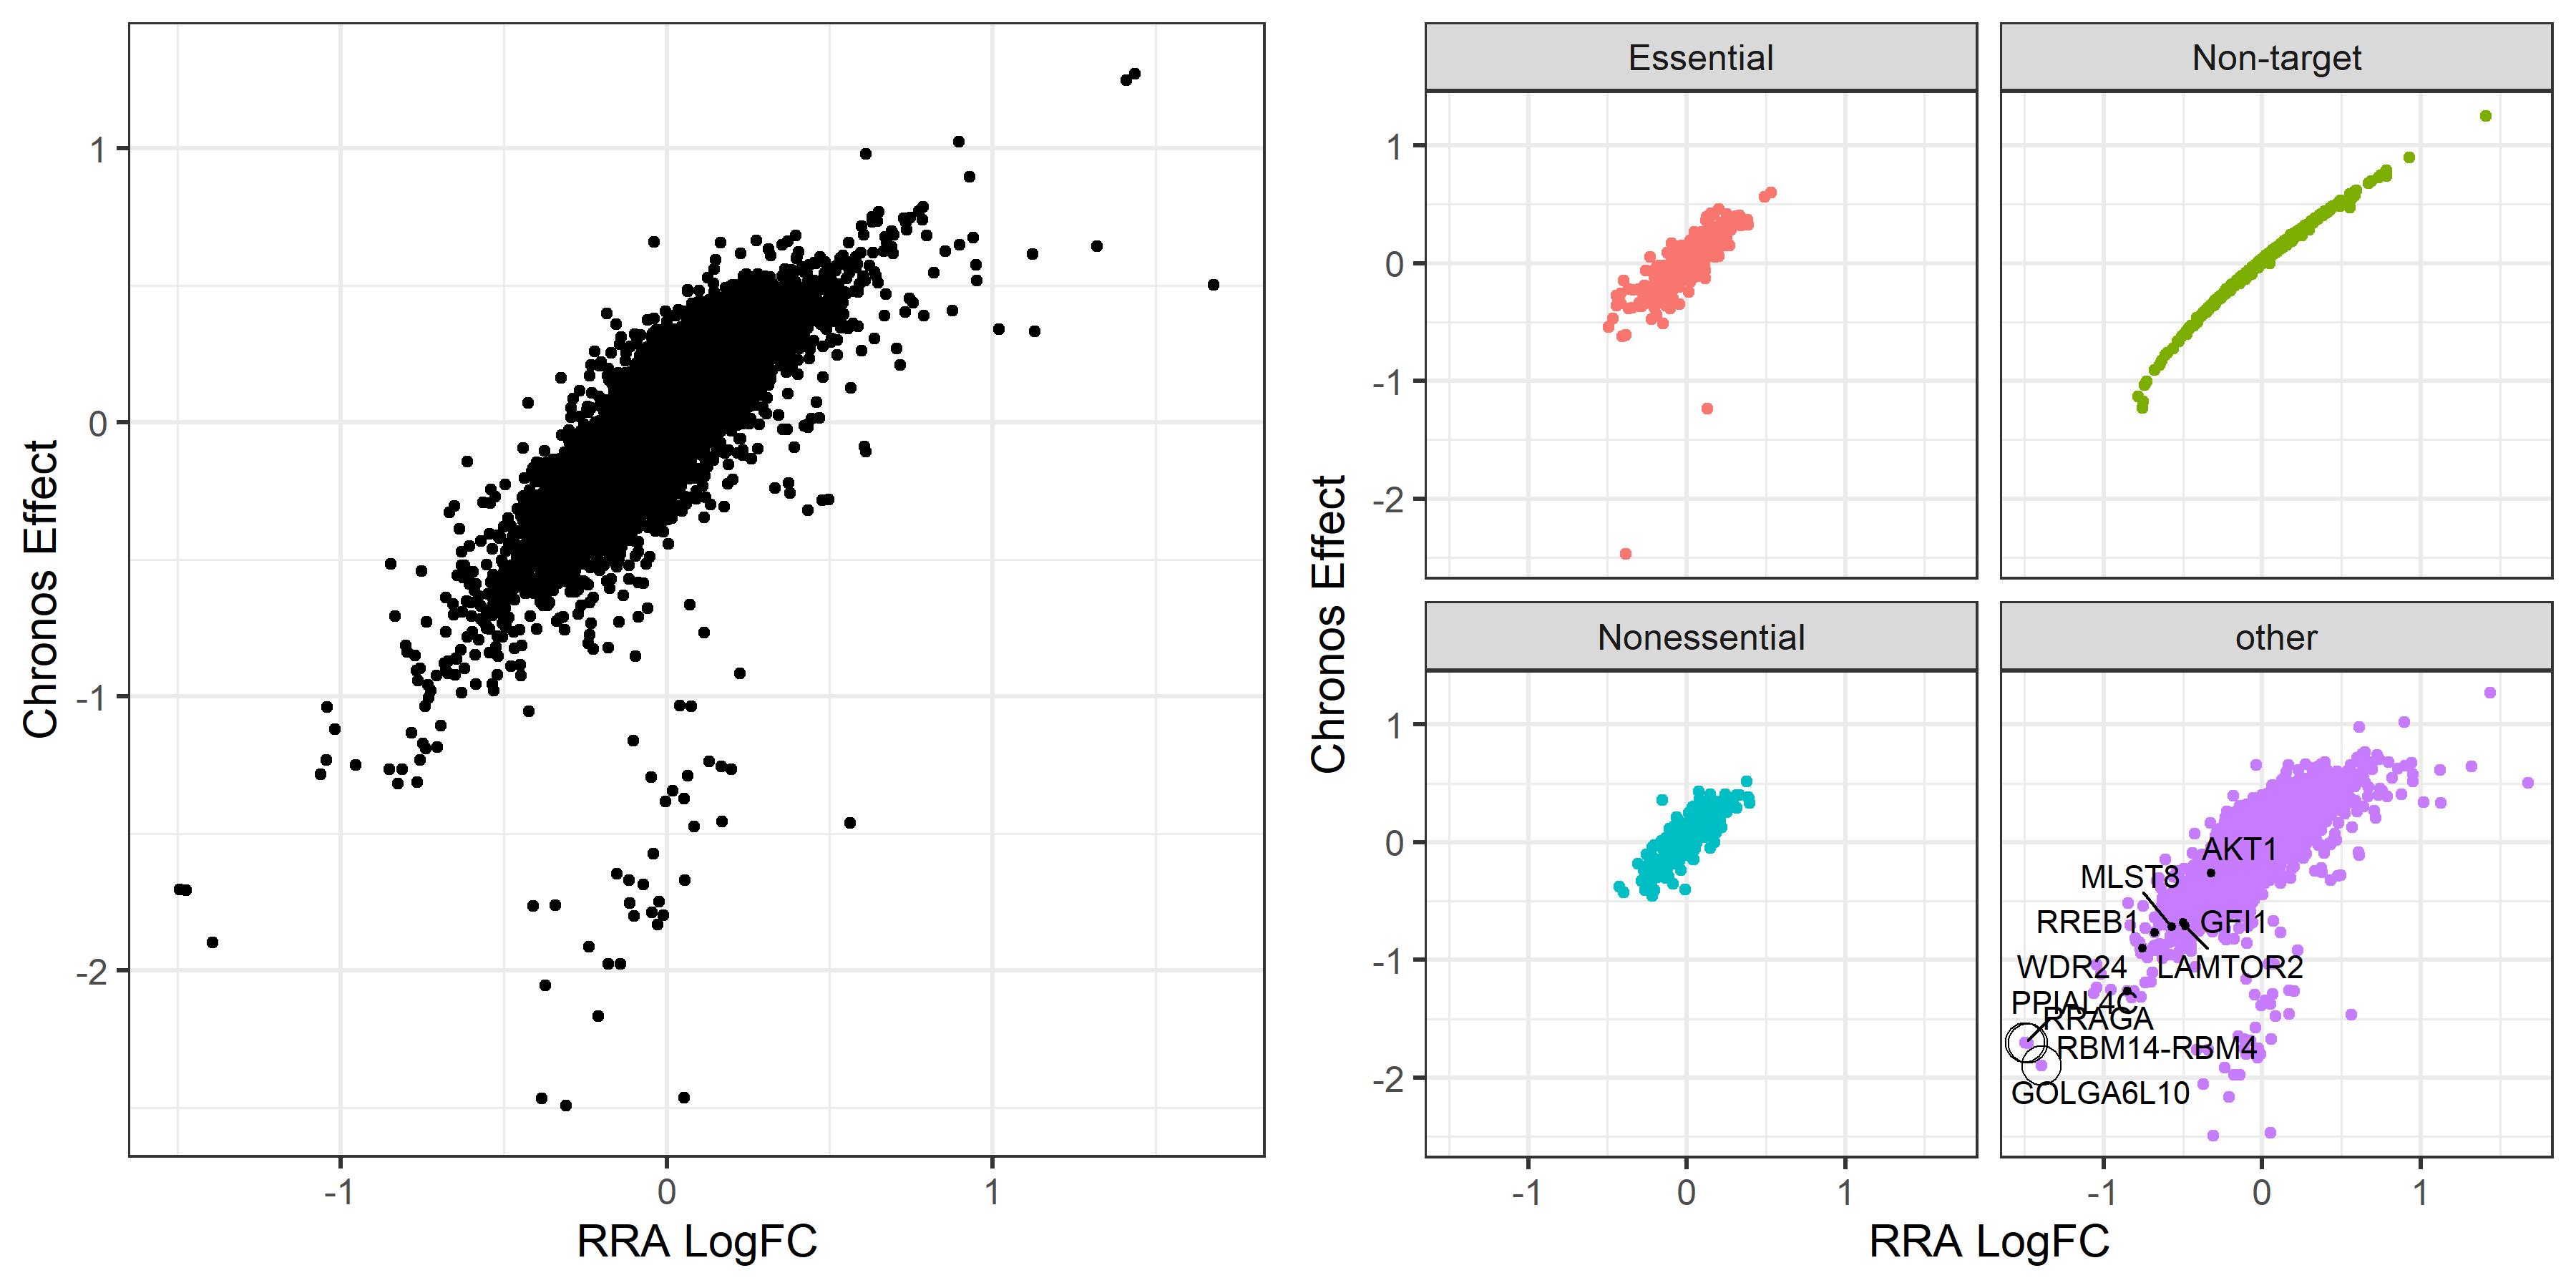 Chronos Effect
1
0
-1
-2
-1
0
1
RRA LogFC
Essential
Non-target
Chronos Effect
1
0
-1
-2
Nonessential
other
1
0
-1
-2
AKT1
MLST8
RREB1
GFI1
WDR24
LAMTOR2
PPIAL4C
RRAGA
RBM14-RBM4
GOLGA6L10
-1
0
1
-1
0
1
RRA LogFC